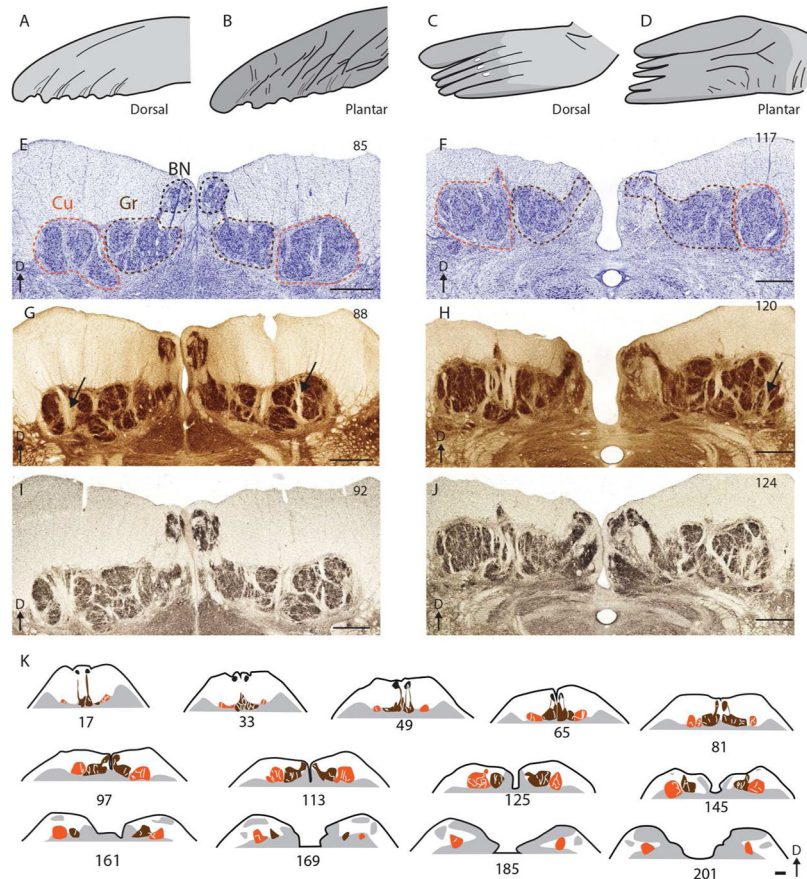 A B C D
Dorsal Plantar Dorsal Plantar
E 85 F 117
BN
Cu Gr
D D
G 88 H 120
D D
I 92 J 124
D D
K
17 33 49 65 81
97 113 125 145
161 169 185 201 D